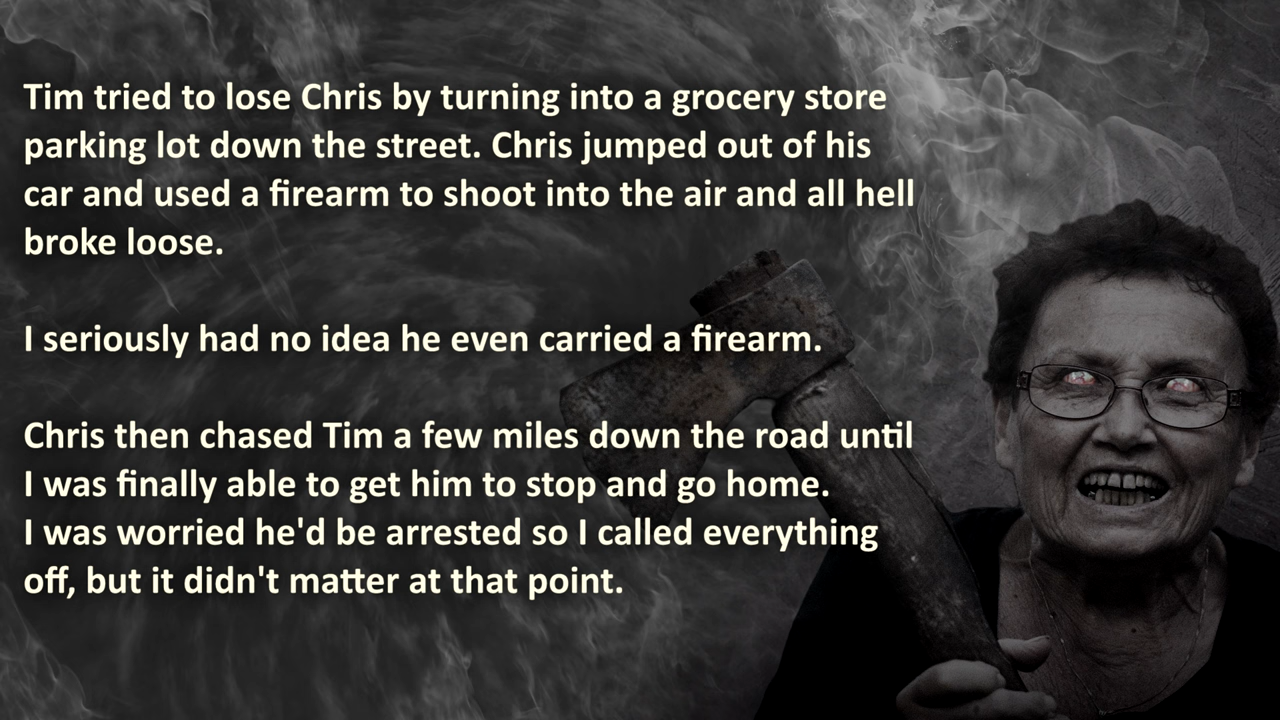 Tim tried to lose Chris by turning into a grocery store
parking lot down the street. Chris jumped out of his
car and used a firearm to shoot into the air and all hell
broke loose.
I seriously had no idea he even carried a firearm.
Chris then chased Tim a few miles down the road until
I was finally able to get him to stop and go home.
I was worried he'd be arrested so I called everything
off, but it didn't matter at that point.